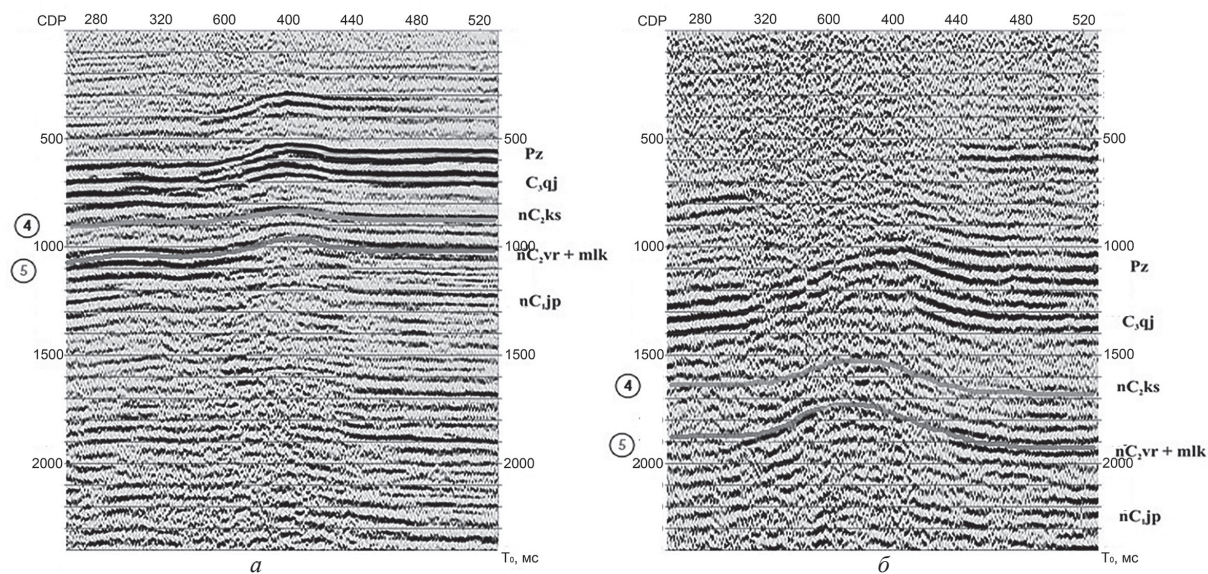 CDP 280 320 600 400 440 480 520
500 500
Pz
C₃qj
④ nC₂ks
1000 1000
nC₂vr + mlk
⑤
nC₁jp
1500 1500
2000 2000
T₀, мс
а
CDP 280 320 600 400 440 480 520
500 500
1000 1000
Pz
C₃qj
1500 1500
④ nC₂ks
⑤ nC₂vr + mlk
2000 2000
nC₁jp
T₀, мс
б